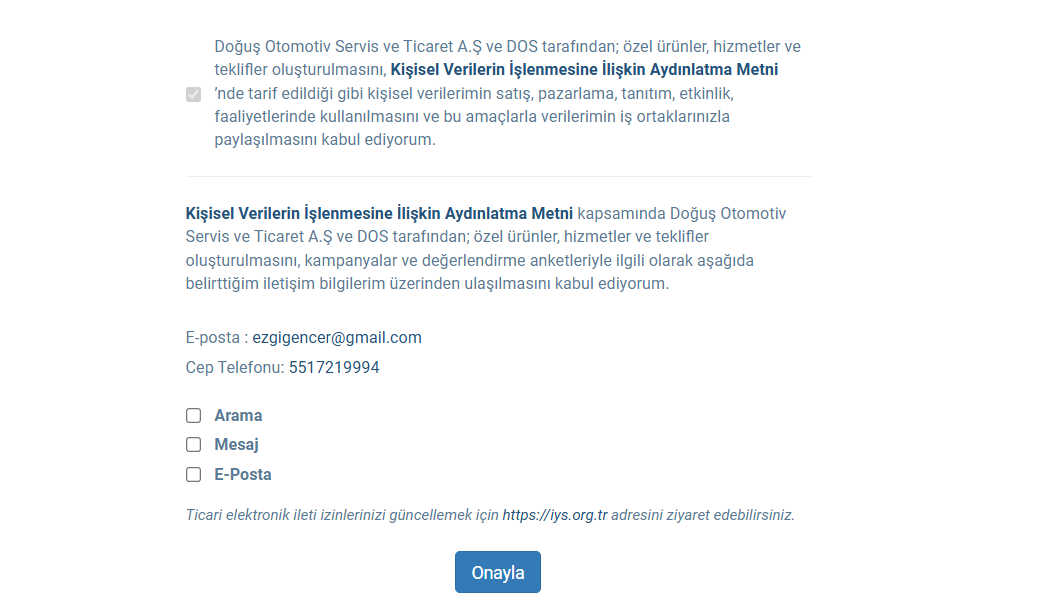 Doğuş Otomotiv Servis ve Ticaret A.Ş ve DOS tarafından; özel ürünler, hizmetler ve
teklifler oluşturulmasını, Kişisel Verilerin İşlenmesine İlişkin Aydınlatma Metni
’nde tarif edildiği gibi kişisel verilerimin satış, pazarlama, tanıtım, etkinlik,
faaliyetlerinde kullanılmasını ve bu amaçlarla verilerimin iş ortaklarınızla
paylaşılmasını kabul ediyorum.
Kişisel Verilerin İşlenmesine İlişkin Aydınlatma Metni kapsamında Doğuş Otomotiv
Servis ve Ticaret A.Ş ve DOS tarafından; özel ürünler, hizmetler ve teklifler
oluşturulmasını, kampanyalar ve değerlendirme anketleriyle ilgili olarak aşağıda
belirttiğim iletişim bilgilerim üzerinden ulaşılmasını kabul ediyorum.
E-posta : ezgigencer@gmail.com
Cep Telefonu: 5517219994
Arama
Mesaj
E-Posta
Ticari elektronik ileti izinlerinizi güncellemek için https://iys.org.tr adresini ziyaret edebilirsiniz.
Onayla